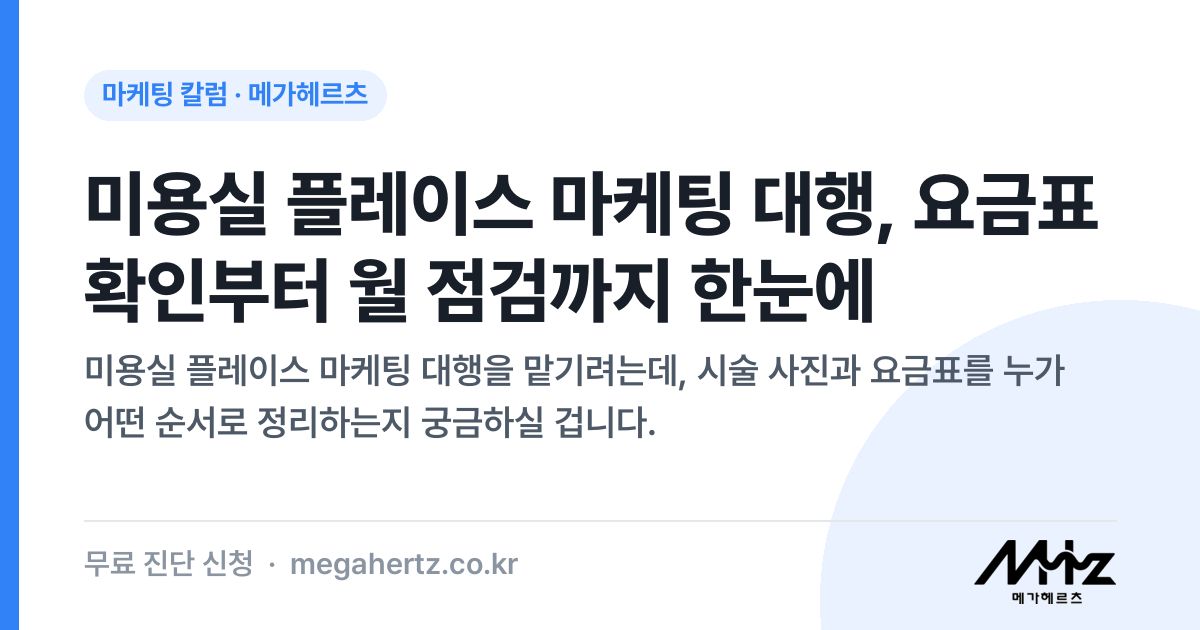 마케팅 칼럼 · 메가헤르츠
미용실 플레이스 마케팅 대행, 요금표
확인부터 월 점검까지 한눈에
미용실 플레이스 마케팅 대행을 맡기려는데, 시술 사진과 요금표를 누가
어떤 순서로 정리하는지 궁금하실 겁니다.
무료 진단 신청 · megahertz.co.kr
MHz
메가헤르츠